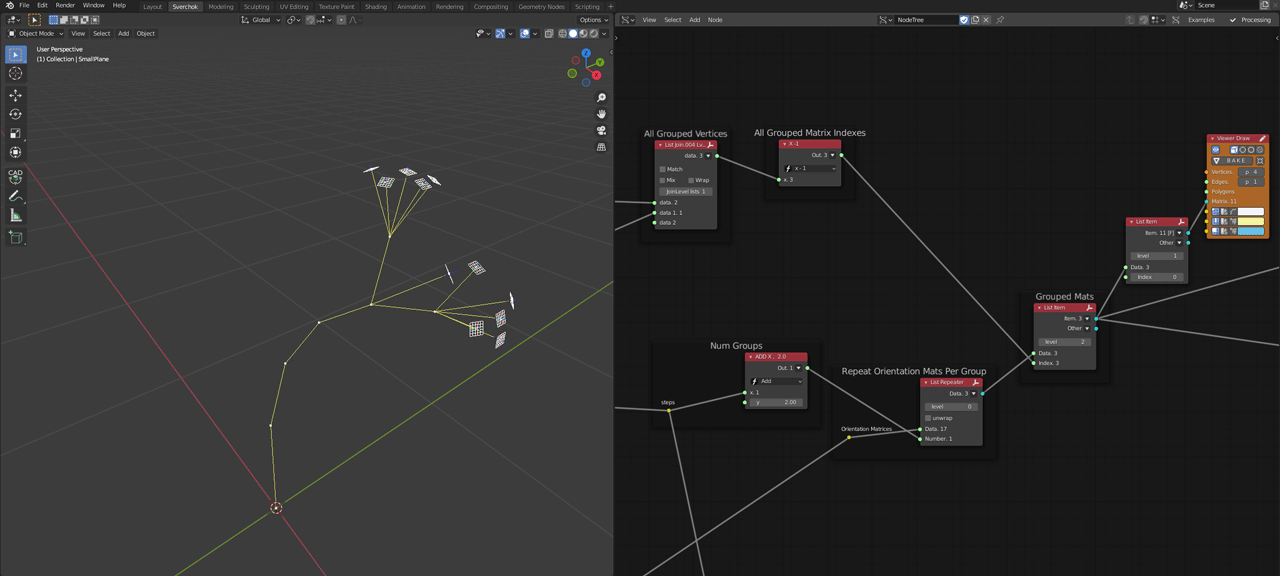 File Edit Render Window Help Layout Sverchok Modeling Sculpting UV Editing Texture Paint Shading Animation Rendering Compositing Geometry Nodes Scripting + Scene
Global Options View Select Add Node NodeTree Examples Processing
Object Mode View Select Add Object
User Perspective
(1) Collection | SmallPlane
CAD
Z
Y
X
All Grouped Vertices
List Join.004 Lv...
data. 3
Match
Mix Wrap
JoinLevel lists 1
data. 2
data 1. 1
data 2
All Grouped Matrix Indexes
X -1
Out. 3
x - 1
x. 3
Viewer Draw
BAKE
Vertices: p 4
Edges: p 1
Polygons
Matrix. 11
List Item
Item. 11 [F]
Other
level 1
Data. 3
Index 0
Grouped Mats
List Item
Item. 3
Other
level 2
Data. 3
Index. 3
Num Groups
ADD X , 2.0
Out. 1
Add
x. 1
y 2.00
steps
Repeat Orientation Mats Per Group
List Repeater
Data. 3
level 0
unwrap
Data. 17
Number. 1
Orientation Matrices